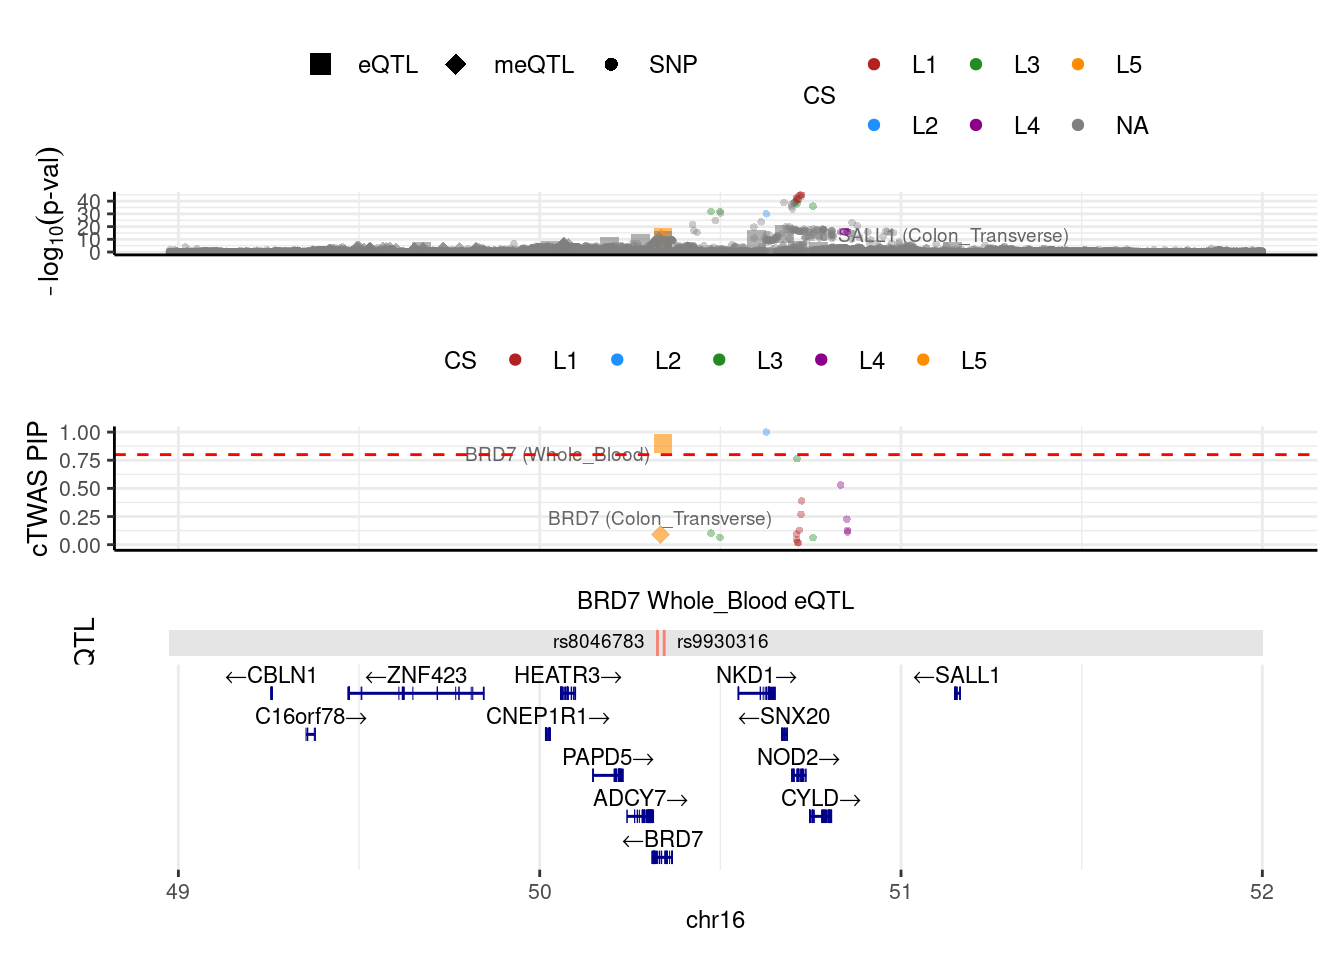 eQTL meQTL SNP
CS
L1 L3 L5
L2 L4 NA
-log10(p-val)
40
30
20
10
0
SALL1 (Colon_Transverse)
CS L1 L2 L3 L4 L5
cTWAS PIP
1.00
0.75
0.50
0.25
0.00
BRD7 (Whole_Blood)
BRD7 (Colon_Transverse)
BRD7 Whole_Blood eQTL
QTL
rs8046783 rs9930316
←CBLN1 ←ZNF423 HEATR3→ NKD1→ ←SALL1
C16orf78→ CNEP1R1→ ←SNX20
PAPD5→ NOD2→
ADCY7→ CYLD→
←BRD7
49 50 51 52
chr16